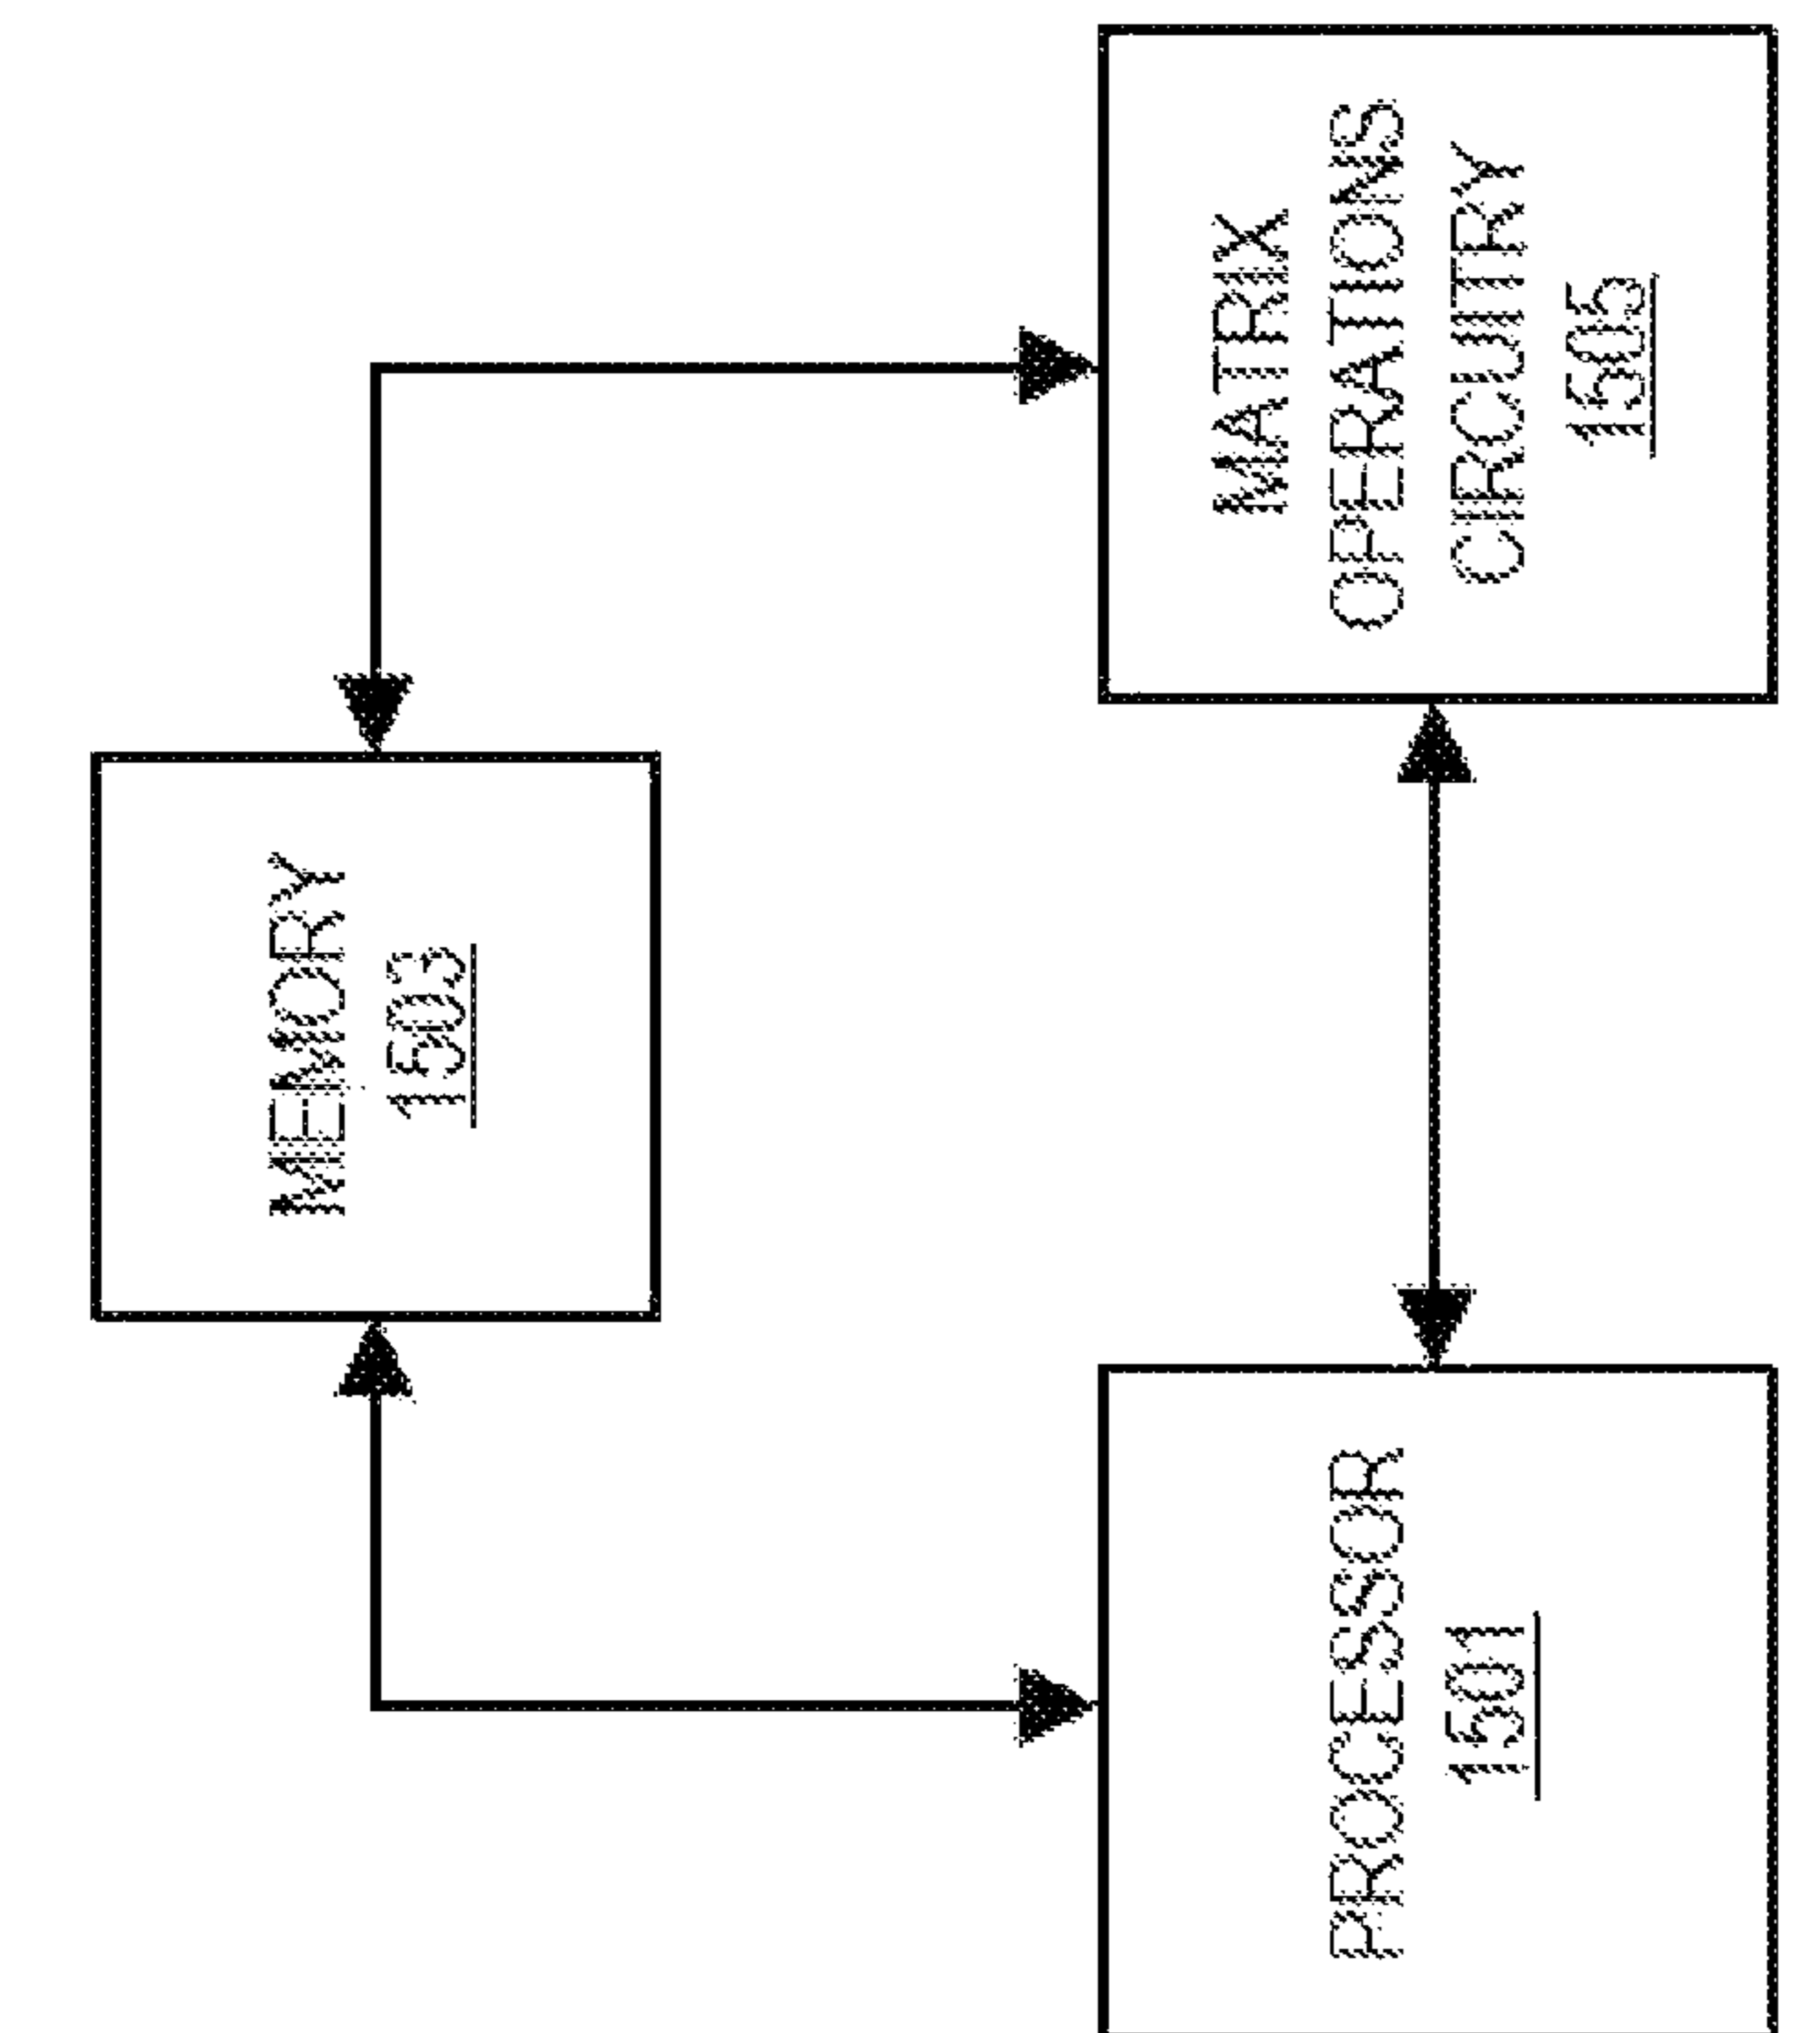 MEMORY
1503
PROCESSOR
1501
MATRIX
OPERATIONS
CIRCUITRY
1505